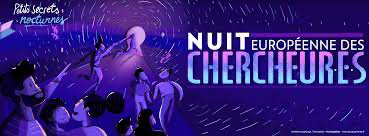 Petits secrets
nocturnes
NUIT EUROPÉENNE DES
CHERCHEUR·E·S